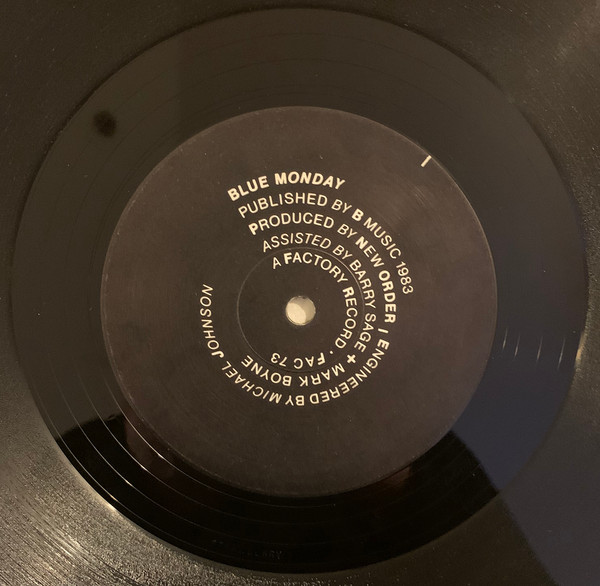 BLUE MONDAY
PUBLISHED BY B MUSIC 1983
PRODUCED BY NEW ORDER I ENGINEERED BY MICHAEL JOHNSON
ASSISTED BY BARRY SAGE + MARK BOYNE
A FACTORY RECORD · FAC 73
I